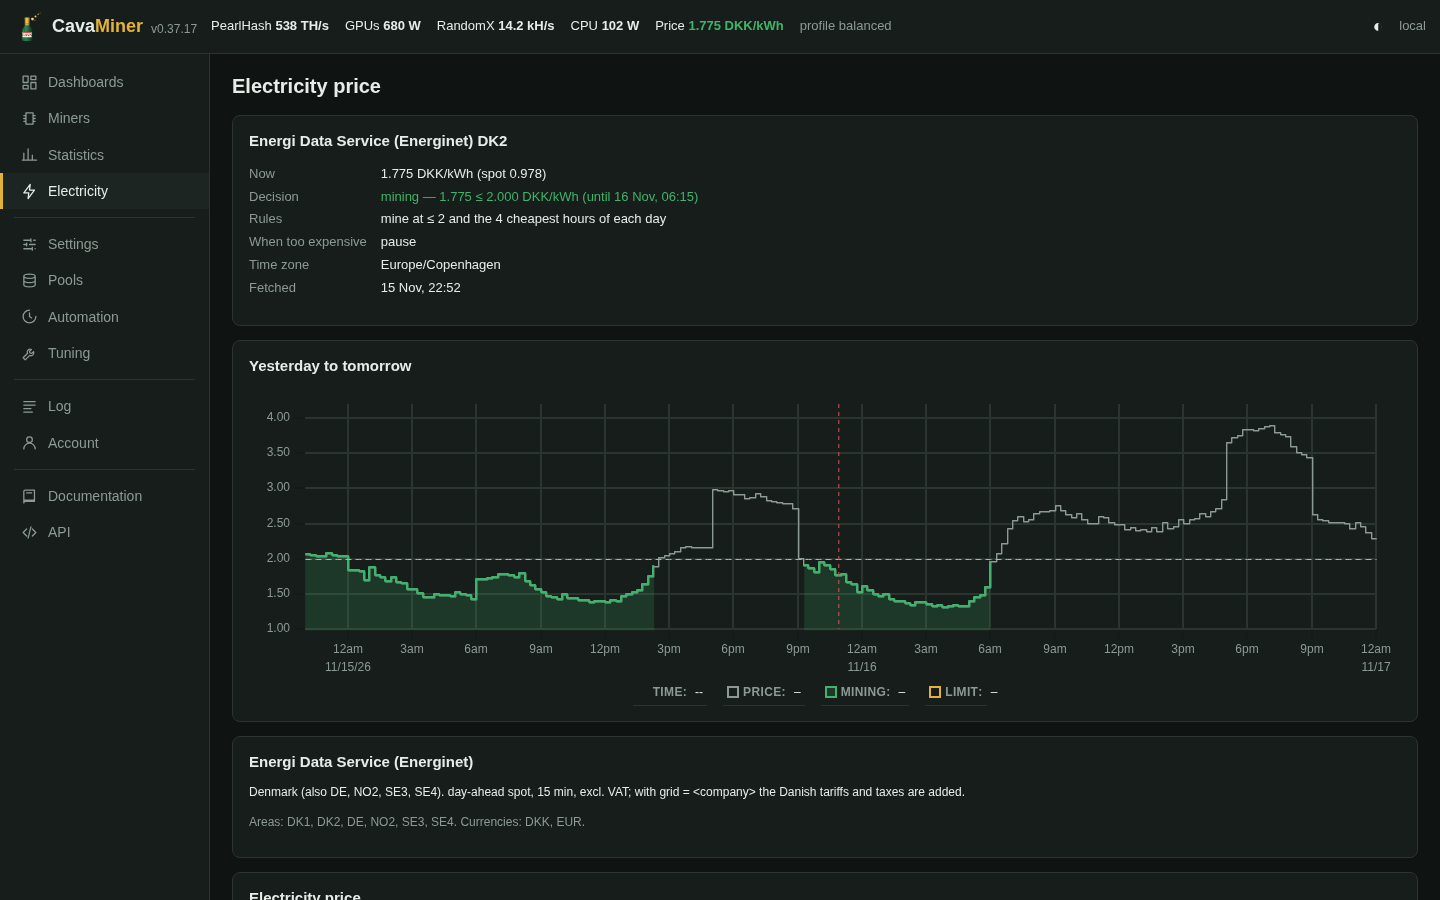 CavaMiner v0.37.17 PearlHash 538 TH/s GPUs 680 W RandomX 14.2 kH/s CPU 102 W Price 1.775 DKK/kWh profile balanced local
Dashboards
Miners
Statistics
Electricity
Settings
Pools
Automation
Tuning
Log
Account
Documentation
API
Electricity price
Energi Data Service (Energinet) DK2
Now 1.775 DKK/kWh (spot 0.978)
Decision mining — 1.775 ≤ 2.000 DKK/kWh (until 16 Nov, 06:15)
Rules mine at ≤ 2 and the 4 cheapest hours of each day
When too expensive pause
Time zone Europe/Copenhagen
Fetched 15 Nov, 22:52
Yesterday to tomorrow
4.00
3.50
3.00
2.50
2.00
1.50
1.00
12am 3am 6am 9am 12pm 3pm 6pm 9pm 12am 3am 6am 9am 12pm 3pm 6pm 9pm 12am
11/15/26 11/16 11/17
TIME: -- PRICE: – MINING: – LIMIT: –
Energi Data Service (Energinet)
Denmark (also DE, NO2, SE3, SE4). day-ahead spot, 15 min, excl. VAT; with grid = <company> the Danish tariffs and taxes are added.
Areas: DK1, DK2, DE, NO2, SE3, SE4. Currencies: DKK, EUR.
Electricity price